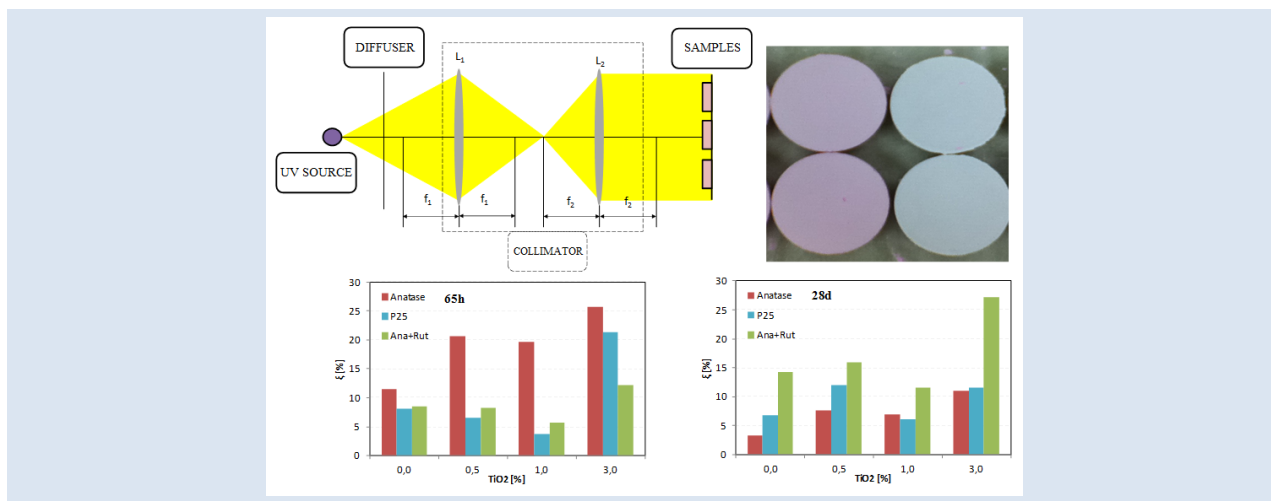 DIFFUSER
SAMPLES
L1
L2
UV SOURCE
f1
f1
f2
f2
COLLIMATOR
30
25
20
15
10
5
0
ξ [%]
65h
Anatase
P25
Ana+Rut
0,0
0,5
1,0
3,0
TiO2 [%]
30
25
20
15
10
5
0
ξ [%]
28d
Anatase
P25
Ana+Rut
0,0
0,5
1,0
3,0
TiO2 [%]